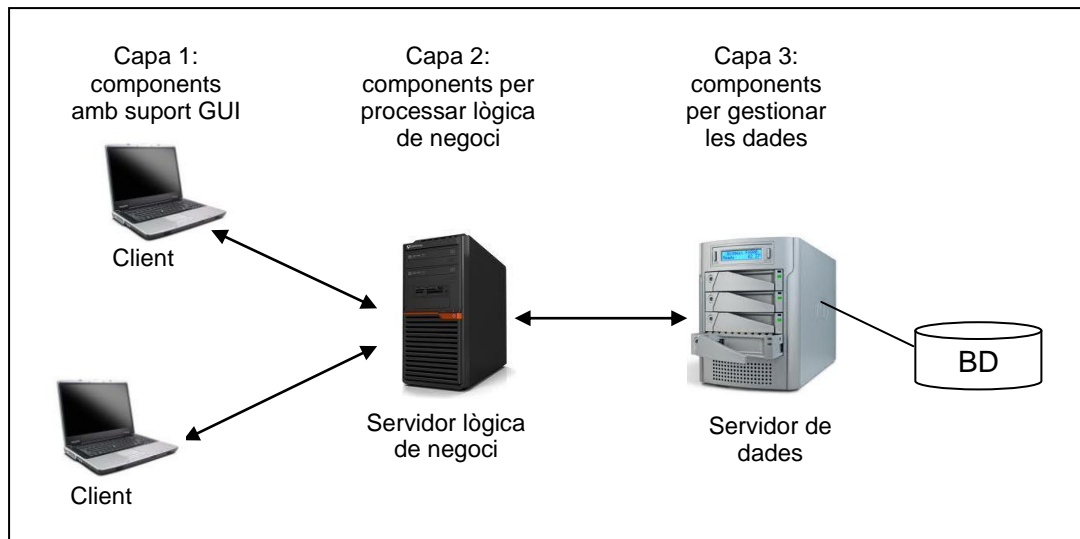 Capa 1:
components
amb suport GUI
Capa 2:
components per
processar lògica
de negoci
Capa 3:
components
per gestionar
les dades
Client
Client
Servidor lògica
de negoci
Servidor de
dades
BD